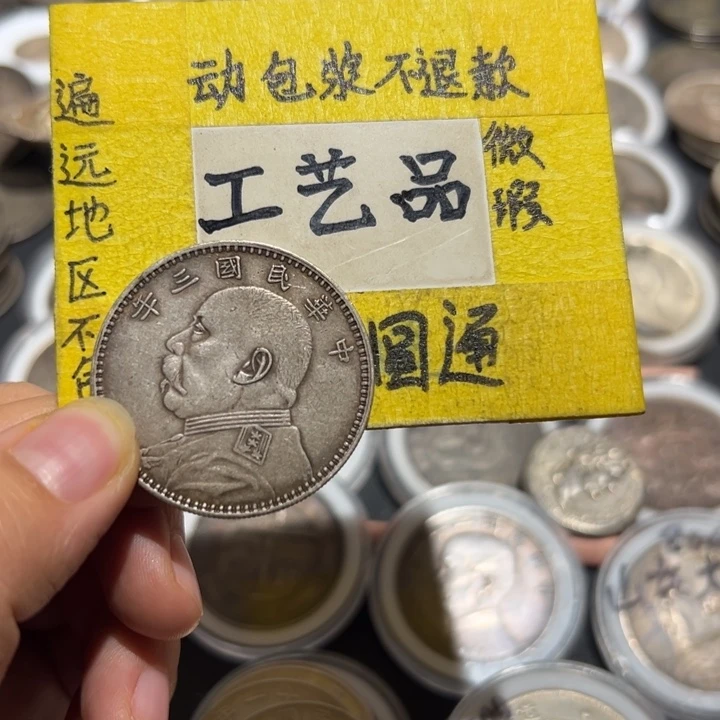 动包浆不退款
遍远地区不包
工艺品
微瑕
圆通
中華民國三年